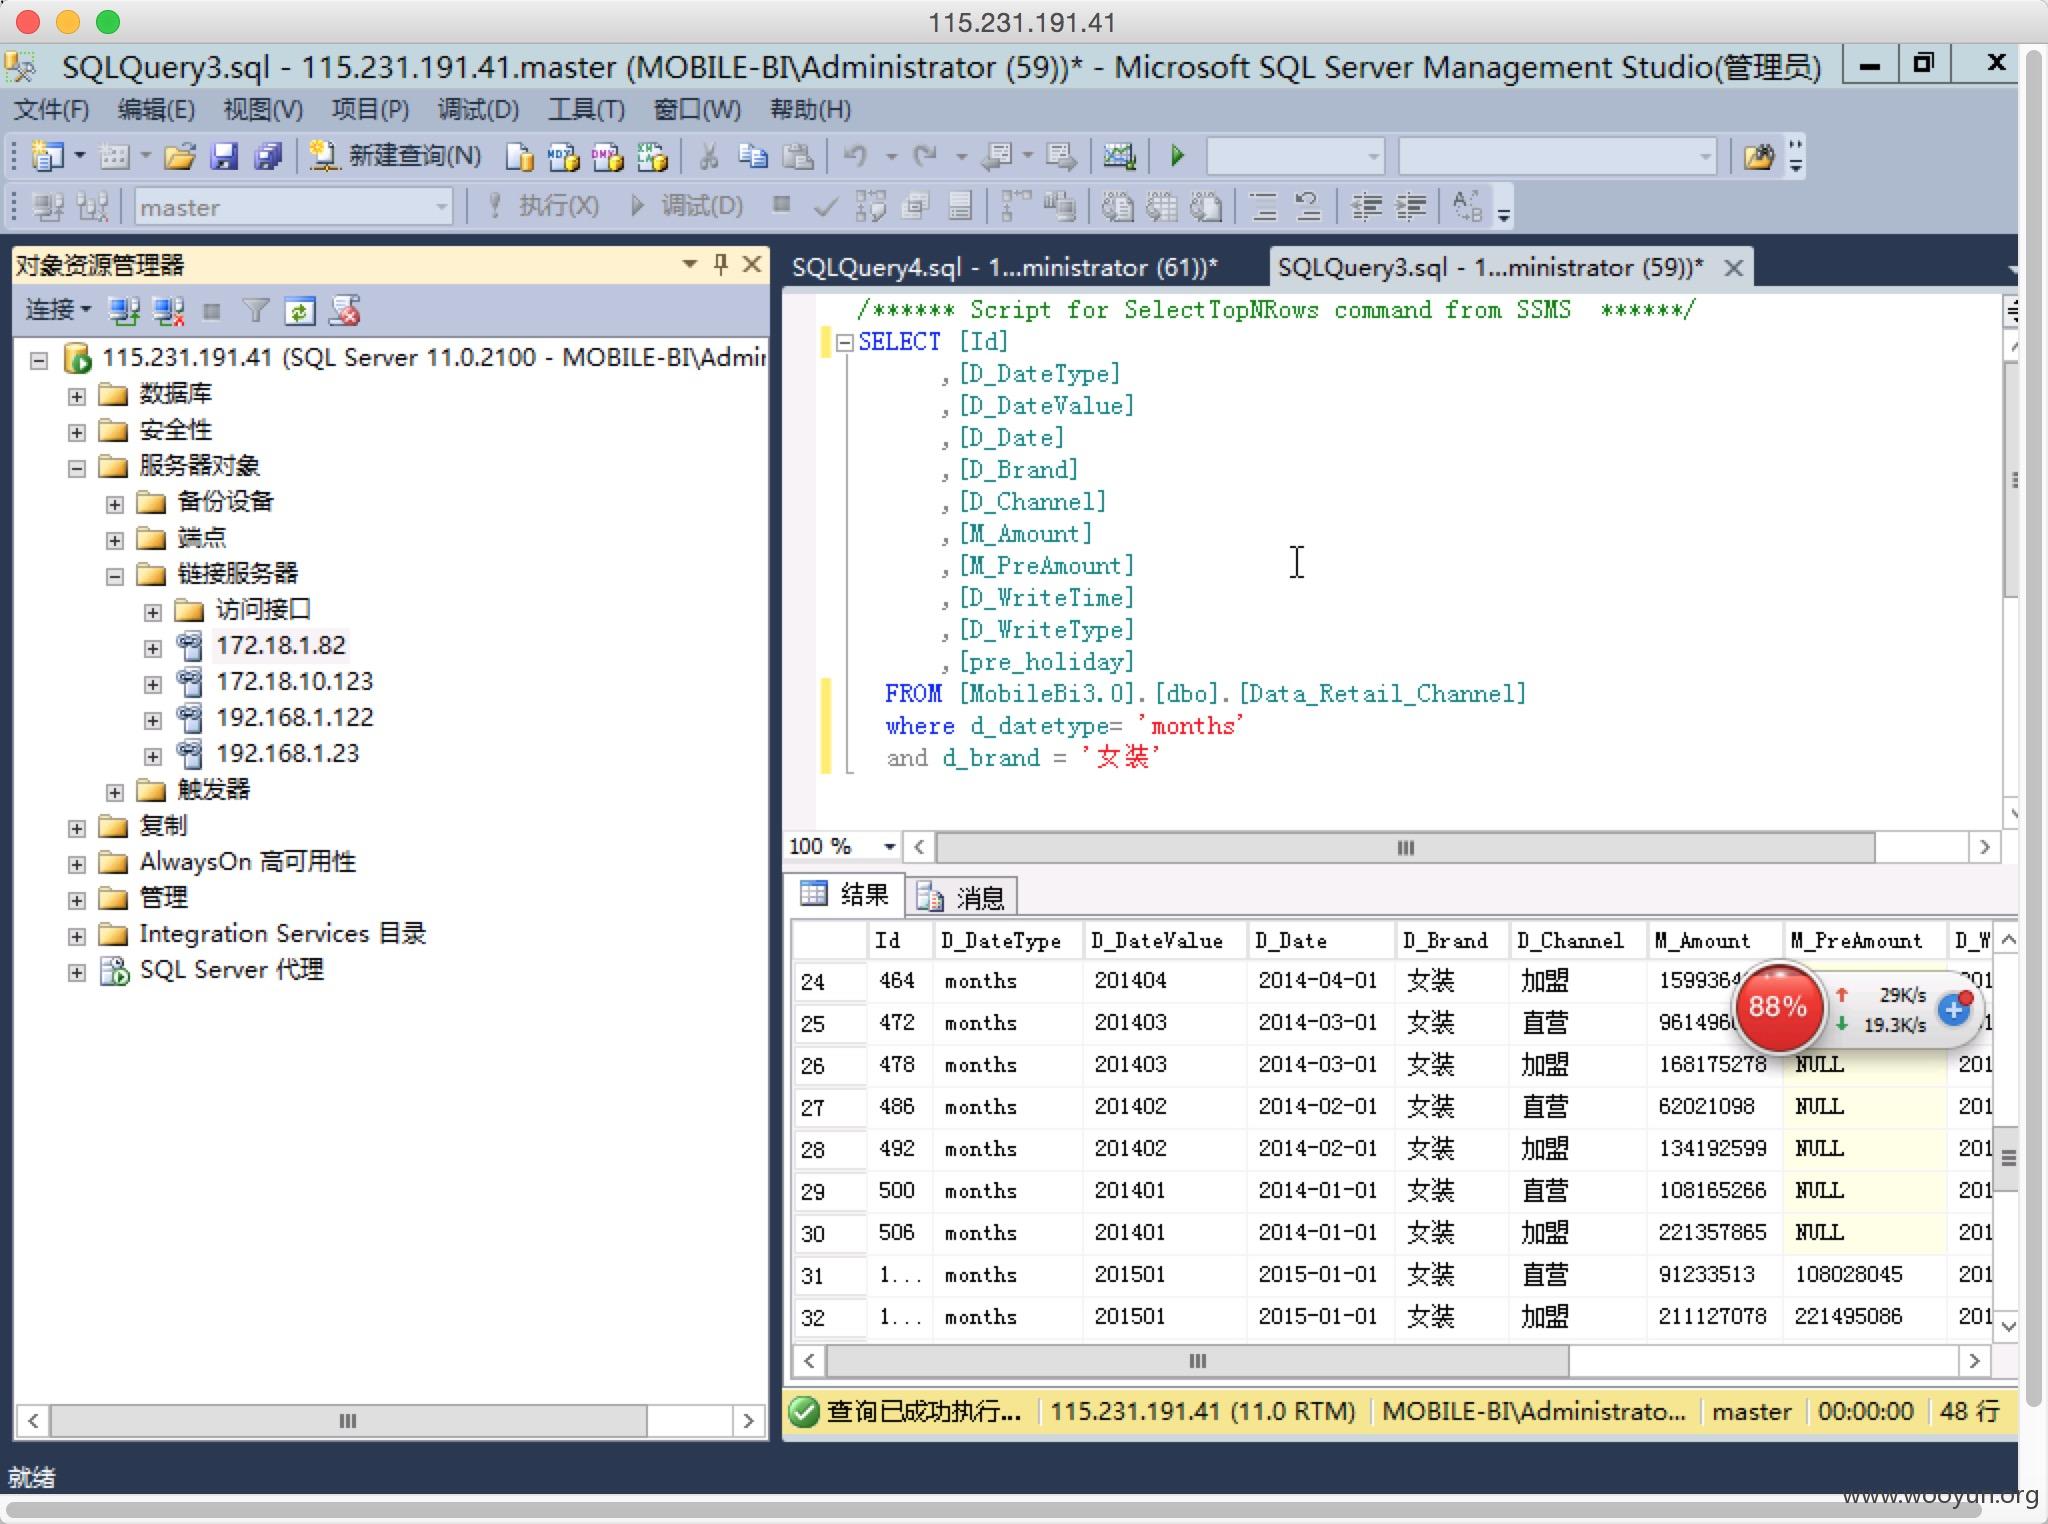 115.231.191.41
SQLQuery3.sql - 115.231.191.41.master (MOBILE-BI\Administrator (59))* - Microsoft SQL Server Management Studio(管理员)
文件(F) 编辑(E) 视图(V) 项目(P) 调试(D) 工具(T) 窗口(W) 帮助(H)
新建查询(N)
master 执行(X) 调试(D)
对象资源管理器
连接
115.231.191.41 (SQL Server 11.0.2100 - MOBILE-BI\Admir
数据库
安全性
服务器对象
备份设备
端点
链接服务器
访问接口
172.18.1.82
172.18.10.123
192.168.1.122
192.168.1.23
触发器
复制
AlwaysOn 高可用性
管理
Integration Services 目录
SQL Server 代理
SQLQuery4.sql - 1...ministrator (61))* SQLQuery3.sql - 1...ministrator (59))*
/****** Script for SelectTopNRows command from SSMS  ******/
SELECT [Id]
,[D_DateType]
,[D_DateValue]
,[D_Date]
,[D_Brand]
,[D_Channel]
,[M_Amount]
,[M_PreAmount]
,[D_WriteTime]
,[D_WriteType]
,[pre_holiday]
FROM [MobileBi3.0].[dbo].[Data_Retail_Channel]
where d_datetype= 'months'
and d_brand = '女装'
100 %
结果 消息
Id D_DateType D_DateValue D_Date D_Brand D_Channel M_Amount M_PreAmount D_W
24 464 months 201404 2014-04-01 女装 加盟 159936
25 472 months 201403 2014-03-01 女装 直营 961496
26 478 months 201403 2014-03-01 女装 加盟 168175278 NULL 201
27 486 months 201402 2014-02-01 女装 直营 62021098 NULL 201
28 492 months 201402 2014-02-01 女装 加盟 134192599 NULL 201
29 500 months 201401 2014-01-01 女装 直营 108165266 NULL 201
30 506 months 201401 2014-01-01 女装 加盟 221357865 NULL 201
31 1... months 201501 2015-01-01 女装 直营 91233513 108028045 201
32 1... months 201501 2015-01-01 女装 加盟 211127078 221495086 201
88% 29K/s
19.3K/s
查询已成功执行... 115.231.191.41 (11.0 RTM) MOBILE-BI\Administrato... master 00:00:00 48 行
就绪
www.wooyun.org